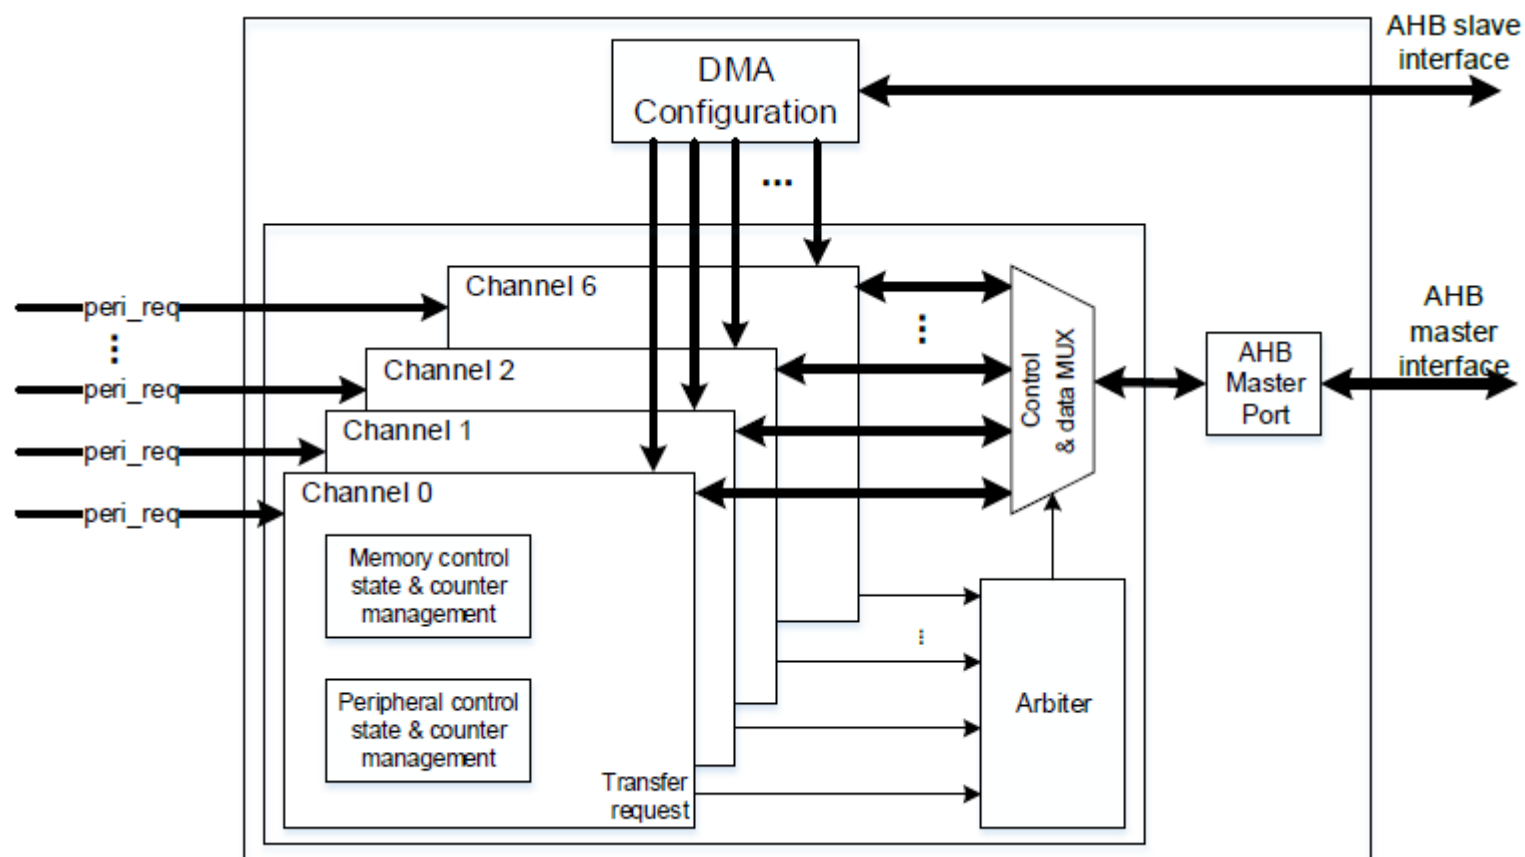 AHB slave
interface
DMA
Configuration
...
Channel 6
peri_req
...
Channel 2
peri_req
Channel 1
peri_req
Channel 0
peri_req
...
Control
& data MUX
AHB
Master
Port
AHB
master
interface
Memory control
state & counter
management
Peripheral control
state & counter
management
Transfer
request
...
Arbiter